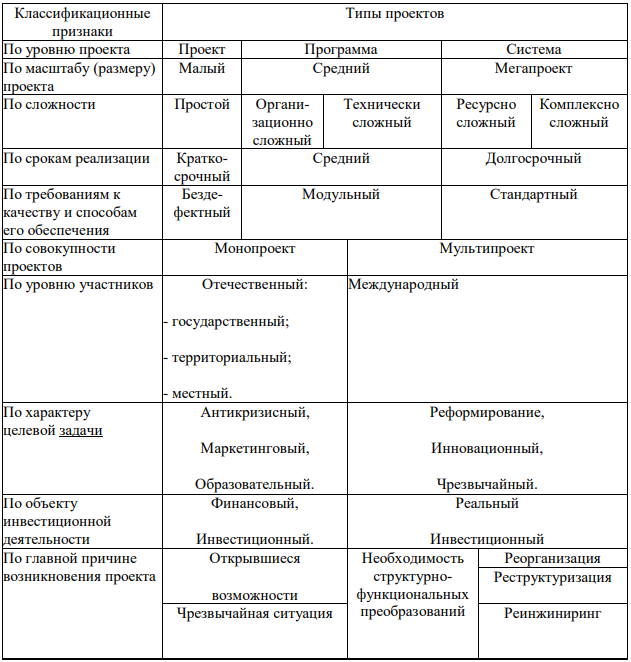 Классификационные признаки
Типы проектов
По уровню проекта
Проект
Программа
Система
По масштабу (размеру)
проекта
Малый
Средний
Мегапроект
По сложности
Простой
Органи-
зационно
сложный
Технически
сложный
Ресурсно
сложный
Комплексно
сложный
По срокам реализации
Кратко-
срочный
Средний
Долгосрочный
По требованиям к
качеству и способам
его обеспечения
Безде-
фектный
Модульный
Стандартный
По совокупности
проектов
Монопроект
Мультипроект
По уровню участников
Отечественный:
- государственный;
- территориальный;
- местный.
Международный
По характеру
целевой задачи
Антикризисный,
Маркетинговый,
Образовательный.
Реформирование,
Инновационный,
Чрезвычайный.
По объекту
инвестиционной
деятельности
Финансовый,
Инвестиционный.
Реальный
Инвестиционный
По главной причине
возникновения проекта
Открывшиеся
возможности
Чрезвычайная ситуация
Необходимость
структурно-
функциональных
преобразований
Реорганизация
Реструктуризация
Реинжиниринг